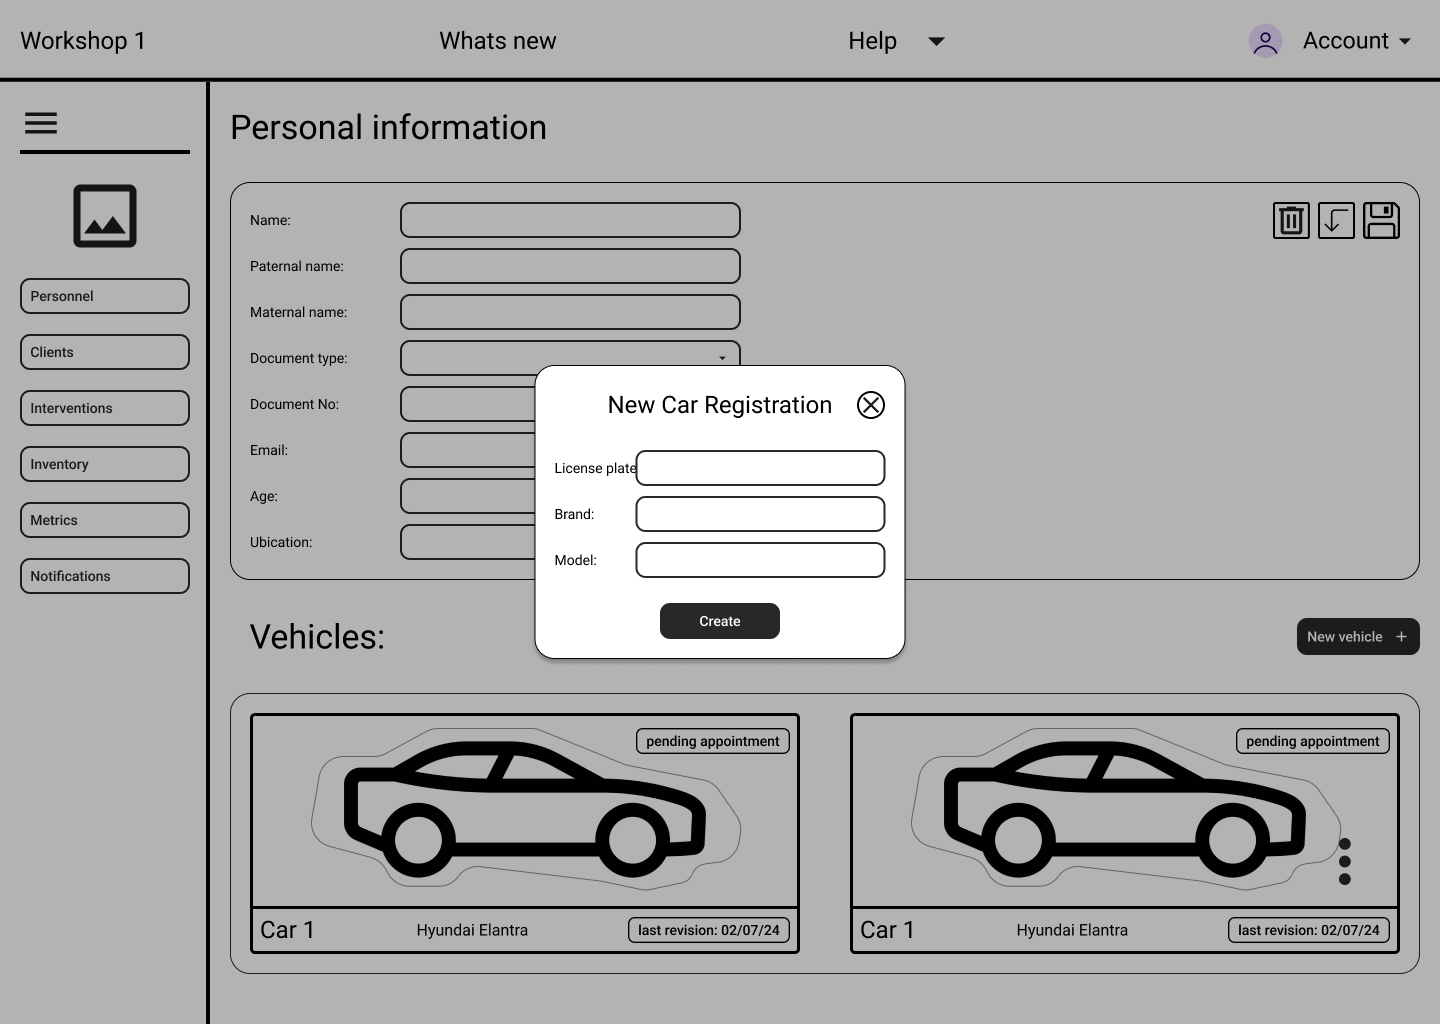 Workshop 1
Whats new
Help
Account
Personal information
Name:
Paternal name:
Maternal name:
Document type:
Document No:
Email:
Age:
Ubication:
Personnel
Clients
Interventions
Inventory
Metrics
Notifications
New Car Registration
License plate
Brand:
Model:
Create
Vehicles:
New vehicle +
pending appointment
Car 1
Hyundai Elantra
last revision: 02/07/24
pending appointment
Car 1
Hyundai Elantra
last revision: 02/07/24